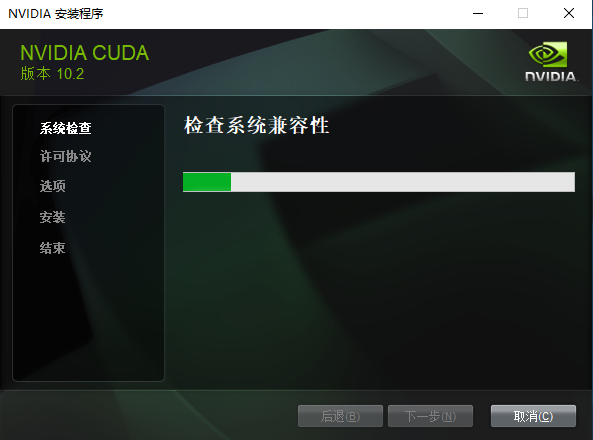 NVIDIA 安装程序
NVIDIA CUDA
版本 10.2
NVIDIA.
系统检查
许可协议
选项
安装
结束
检查系统兼容性
后退(B)
下一步(N)
取消(C)